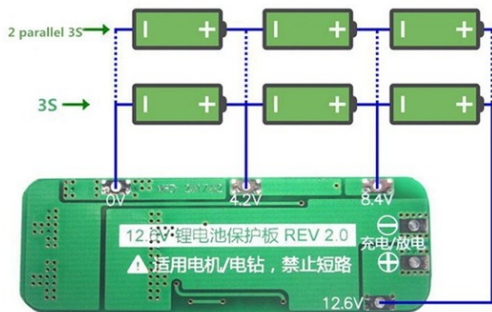 2 parallel 3S
3S
0V
4.2V
8.4V
12.6V 锂电池保护板 REV 2.0
充电/放电
适用电机/电钻，禁止短路
12.6V